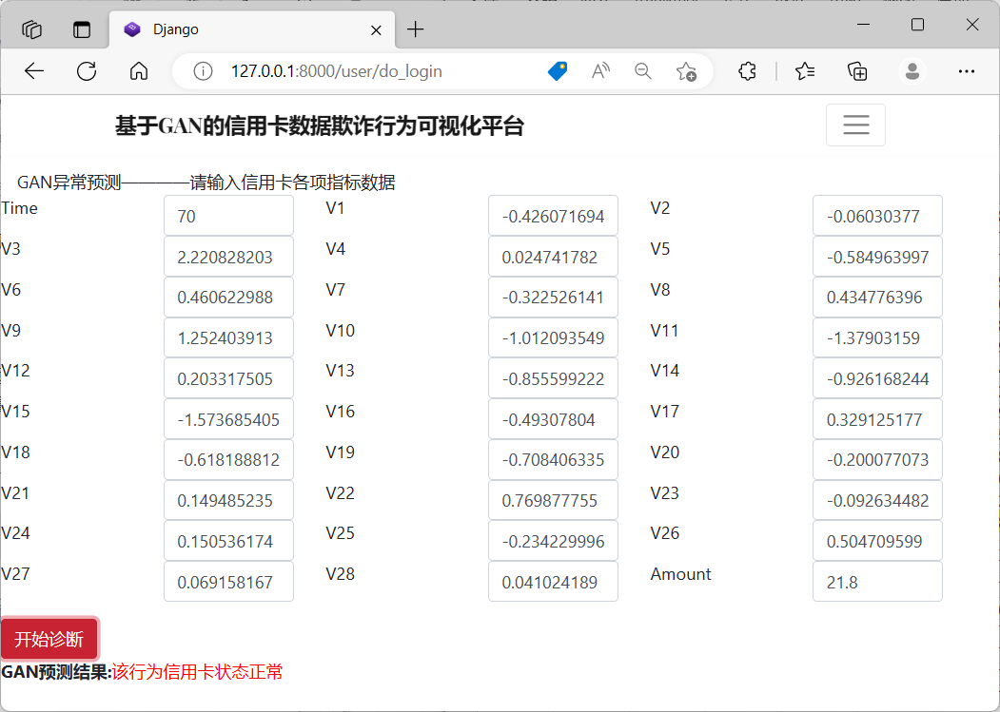 Django
127.0.0.1:8000/user/do_login
基于GAN的信用卡数据欺诈行为可视化平台
GAN异常预测————请输入信用卡各项指标数据
Time 70 V1 -0.426071694 V2 -0.06030377
V3 2.220828203 V4 0.024741782 V5 -0.584963997
V6 0.460622988 V7 -0.322526141 V8 0.434776396
V9 1.252403913 V10 -1.012093549 V11 -1.37903159
V12 0.203317505 V13 -0.855599222 V14 -0.926168244
V15 -1.573685405 V16 -0.49307804 V17 0.329125177
V18 -0.618188812 V19 -0.708406335 V20 -0.200077073
V21 0.149485235 V22 0.769877755 V23 -0.092634482
V24 0.150536174 V25 -0.234229996 V26 0.504709599
V27 0.069158167 V28 0.041024189 Amount 21.8
开始诊断
GAN预测结果:该行为信用卡状态正常